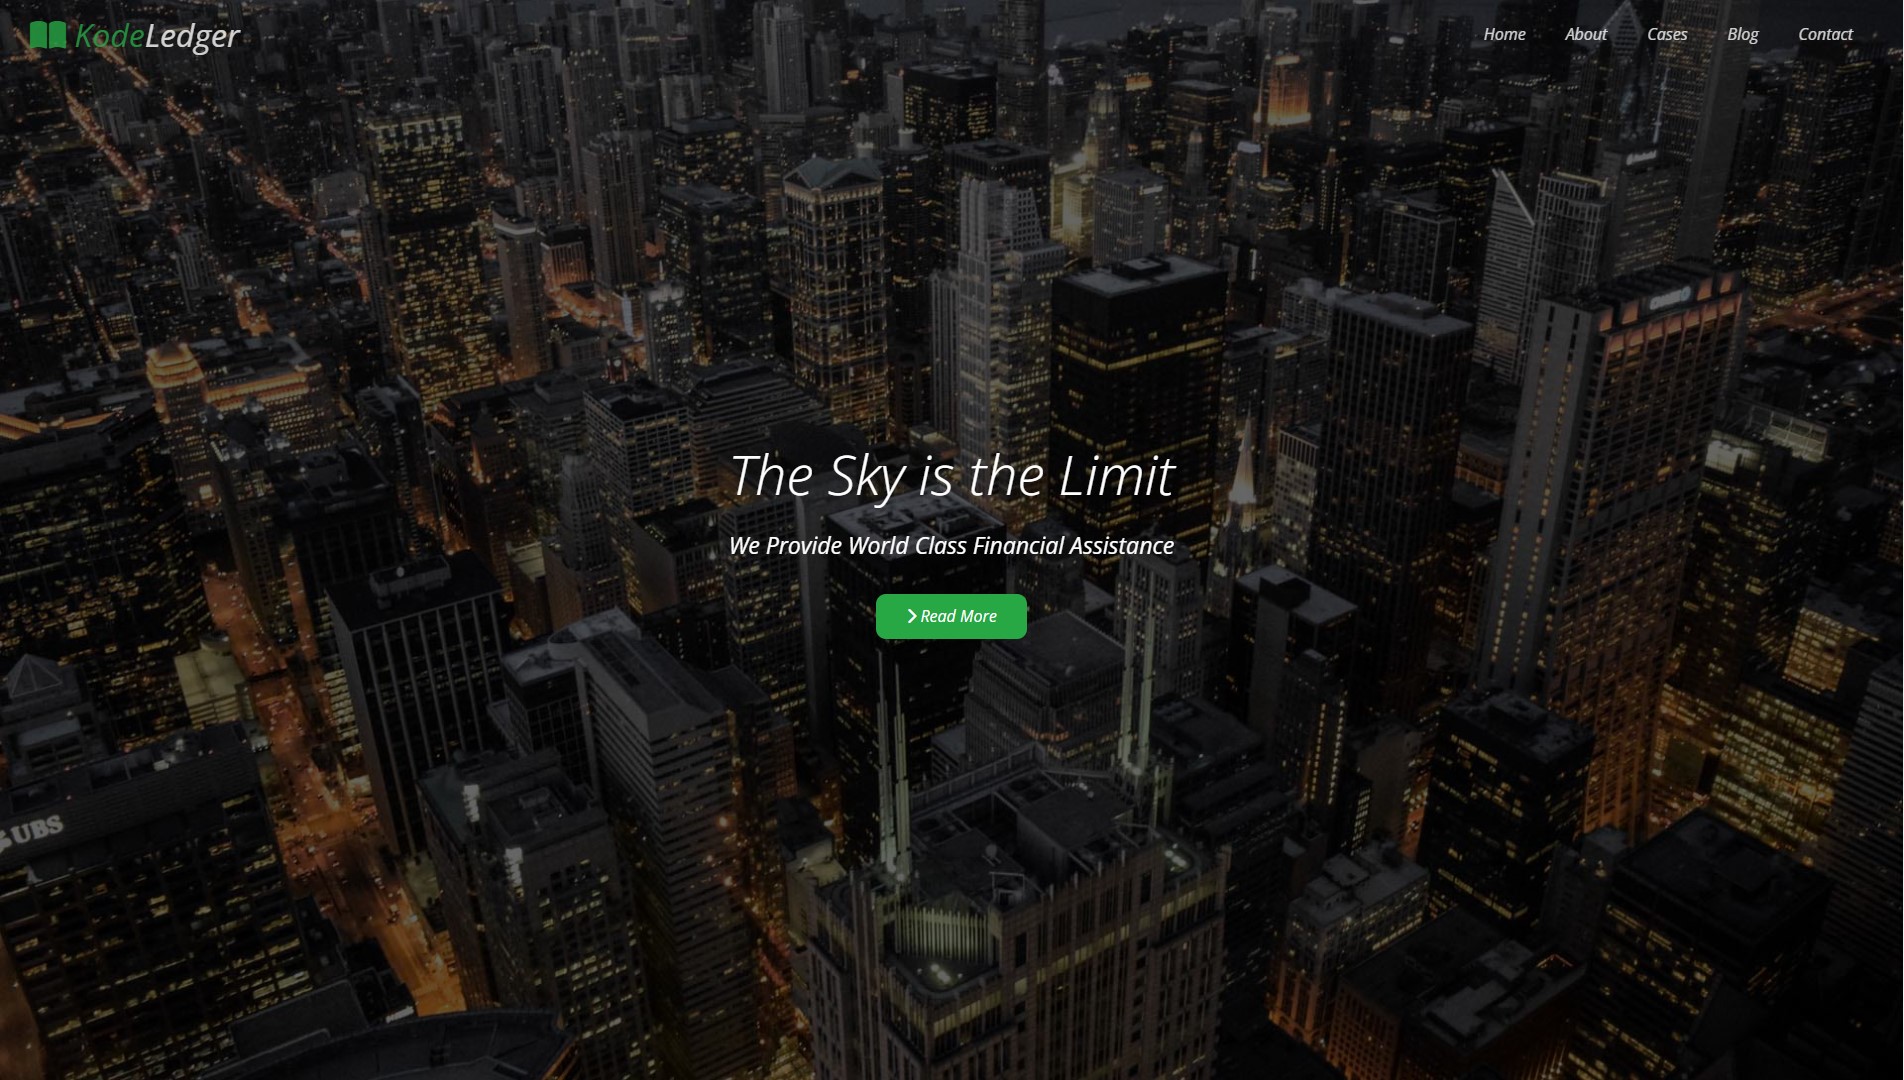 KodeLedger
Home About Cases Blog Contact
The Sky is the Limit
We Provide World Class Financial Assistance
Read More
UBS